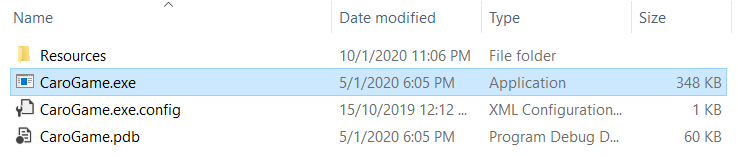 Name Date modified Type Size
Resources 10/1/2020 11:06 PM File folder
CaroGame.exe 5/1/2020 6:05 PM Application 348 KB
CaroGame.exe.config 15/10/2019 12:12 ... XML Configuration... 1 KB
CaroGame.pdb 5/1/2020 6:05 PM Program Debug D... 60 KB